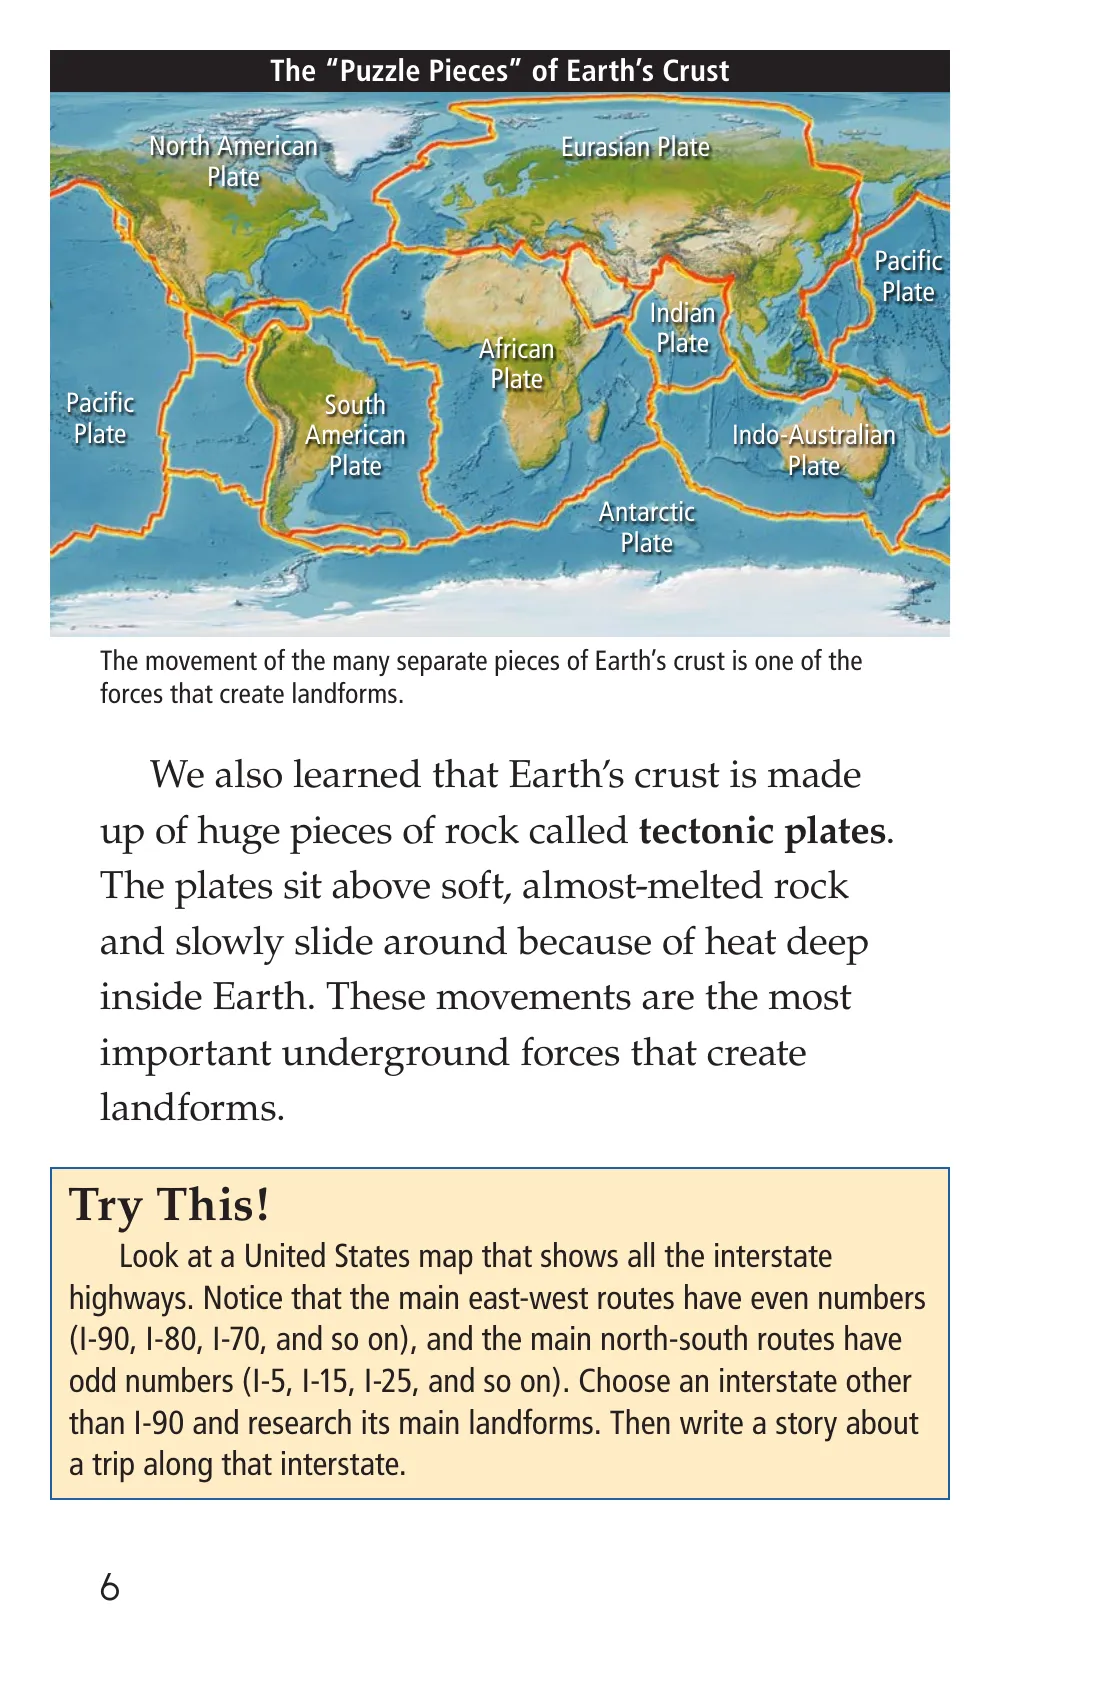 The “Puzzle Pieces” of Earth’s Crust
North American
Plate
Eurasian Plate
Pacific
Plate
Indian
Plate
African
Plate
Pacific
Plate
South
American
Plate
Indo-Australian
Plate
Antarctic
Plate
The movement of the many separate pieces of Earth’s crust is one of the
forces that create landforms.
We also learned that Earth’s crust is made
up of huge pieces of rock called tectonic plates.
The plates sit above soft, almost-melted rock
and slowly slide around because of heat deep
inside Earth. These movements are the most
important underground forces that create
landforms.
Try This!
Look at a United States map that shows all the interstate
highways. Notice that the main east-west routes have even numbers
(I-90, I-80, I-70, and so on), and the main north-south routes have
odd numbers (I-5, I-15, I-25, and so on). Choose an interstate other
than I-90 and research its main landforms. Then write a story about
a trip along that interstate.
6